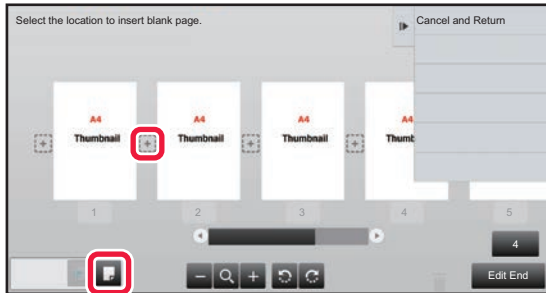 Select the location to insert blank page.
Cancel and Return
A4
Thumbnail
A4
Thumbnail
A4
Thumbnail
A4
Thumb
1
2
3
4
5
4
Edit End